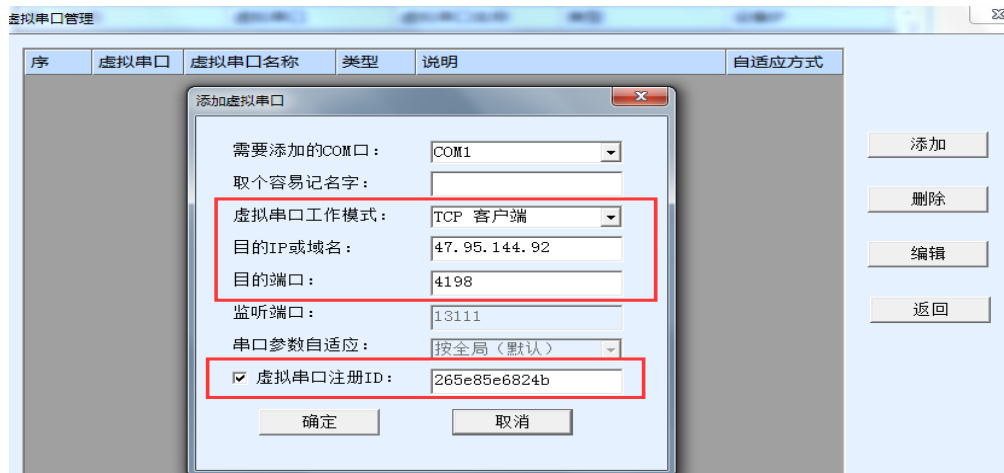 虚拟串口管理
序 虚拟串口 虚拟串口名称 类型 说明 自适应方式
添加虚拟串口
需要添加的COM口： COM1
取个容易记名字：
虚拟串口工作模式： TCP 客户端
目的IP或域名： 47.95.144.92
目的端口： 4198
监听端口： 13111
串口参数自适应： 按全局（默认）
虚拟串口注册ID： 265e85e6824b
确定 取消
添加
删除
编辑
返回